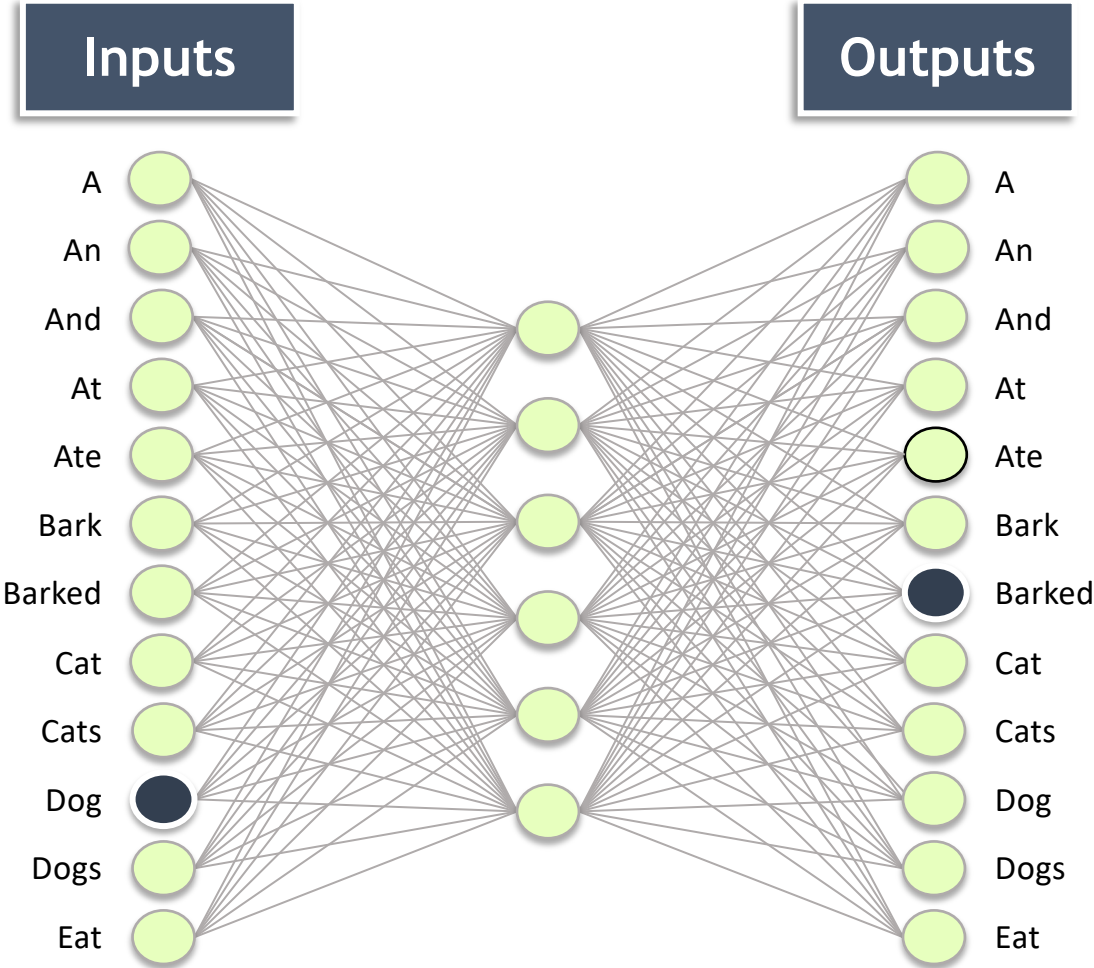 Inputs
Outputs
A
An
And
At
Ate
Bark
Barked
Cat
Cats
Dog
Dogs
Eat
A
An
And
At
Ate
Bark
Barked
Cat
Cats
Dog
Dogs
Eat